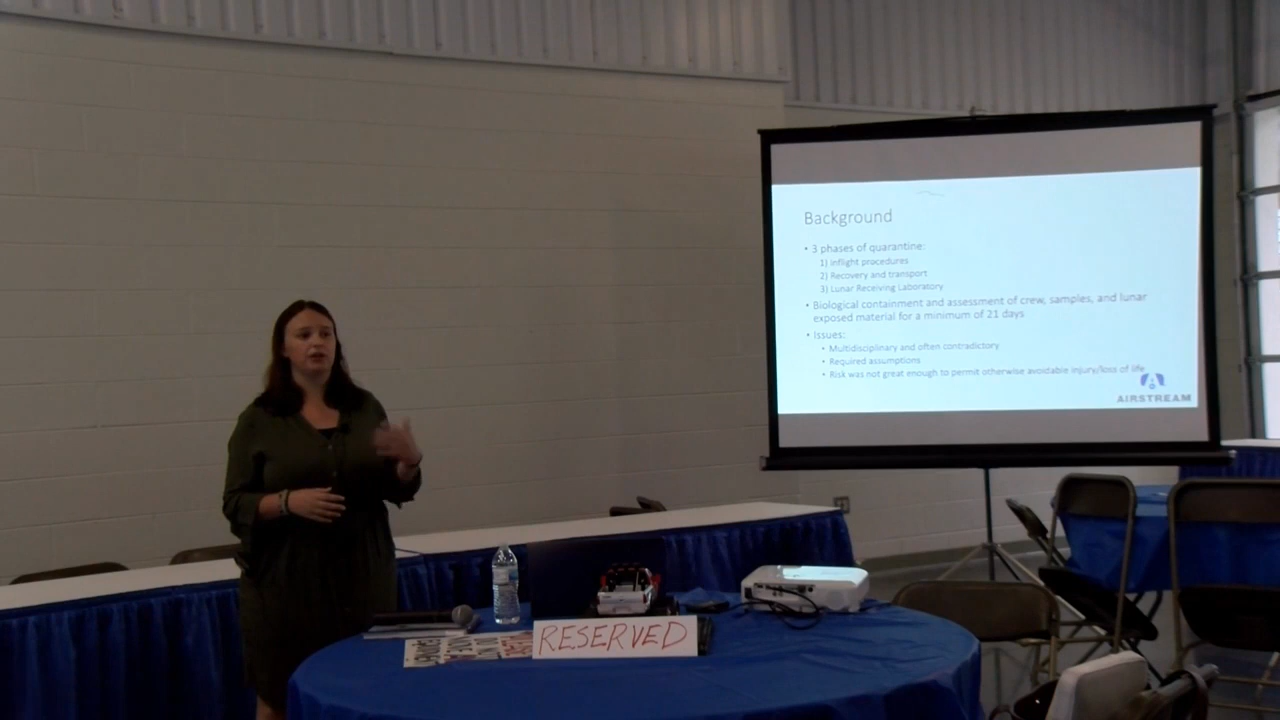 Background
• 3 phases of quarantine:
1) Inflight procedures
2) Recovery and transport
3) Lunar Receiving Laboratory
• Biological containment and assessment of crew, samples, and lunar
exposed material for a minimum of 21 days
• Issues:
• Multidisciplinary and often contradictory
• Required assumptions
• Risk was not great enough to permit otherwise avoidable injury/loss of life
AIRSTREAM
RESERVED